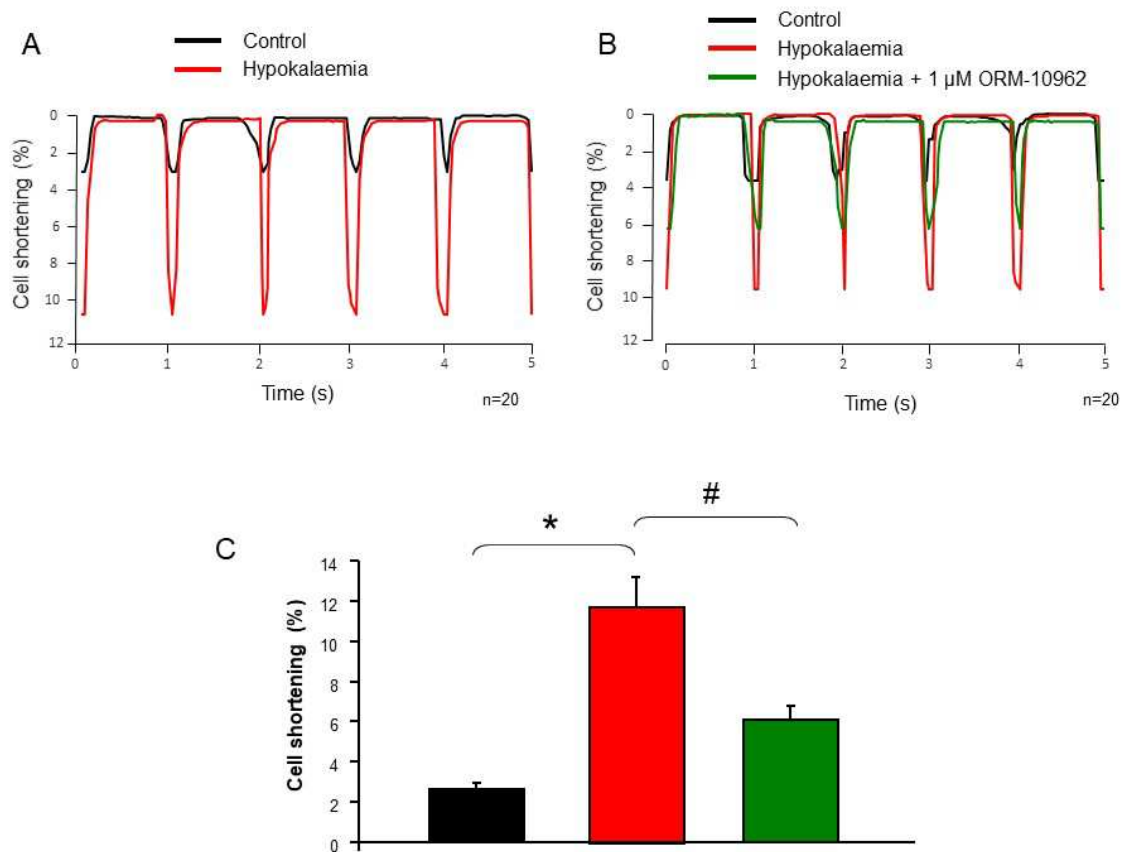 A
Control
Hypokalaemia
0
2
4
6
8
10
12
Cell shortening (%)
0 1 2 3 4 5
Time (s)
n=20
B
Control
Hypokalaemia
Hypokalaemia + 1 µM ORM-10962
0
2
4
6
8
10
12
Cell shortening (%)
0 1 2 3 4 5
Time (s)
n=20
C
* #
14
12
10
8
6
4
2
0
Cell shortening (%)